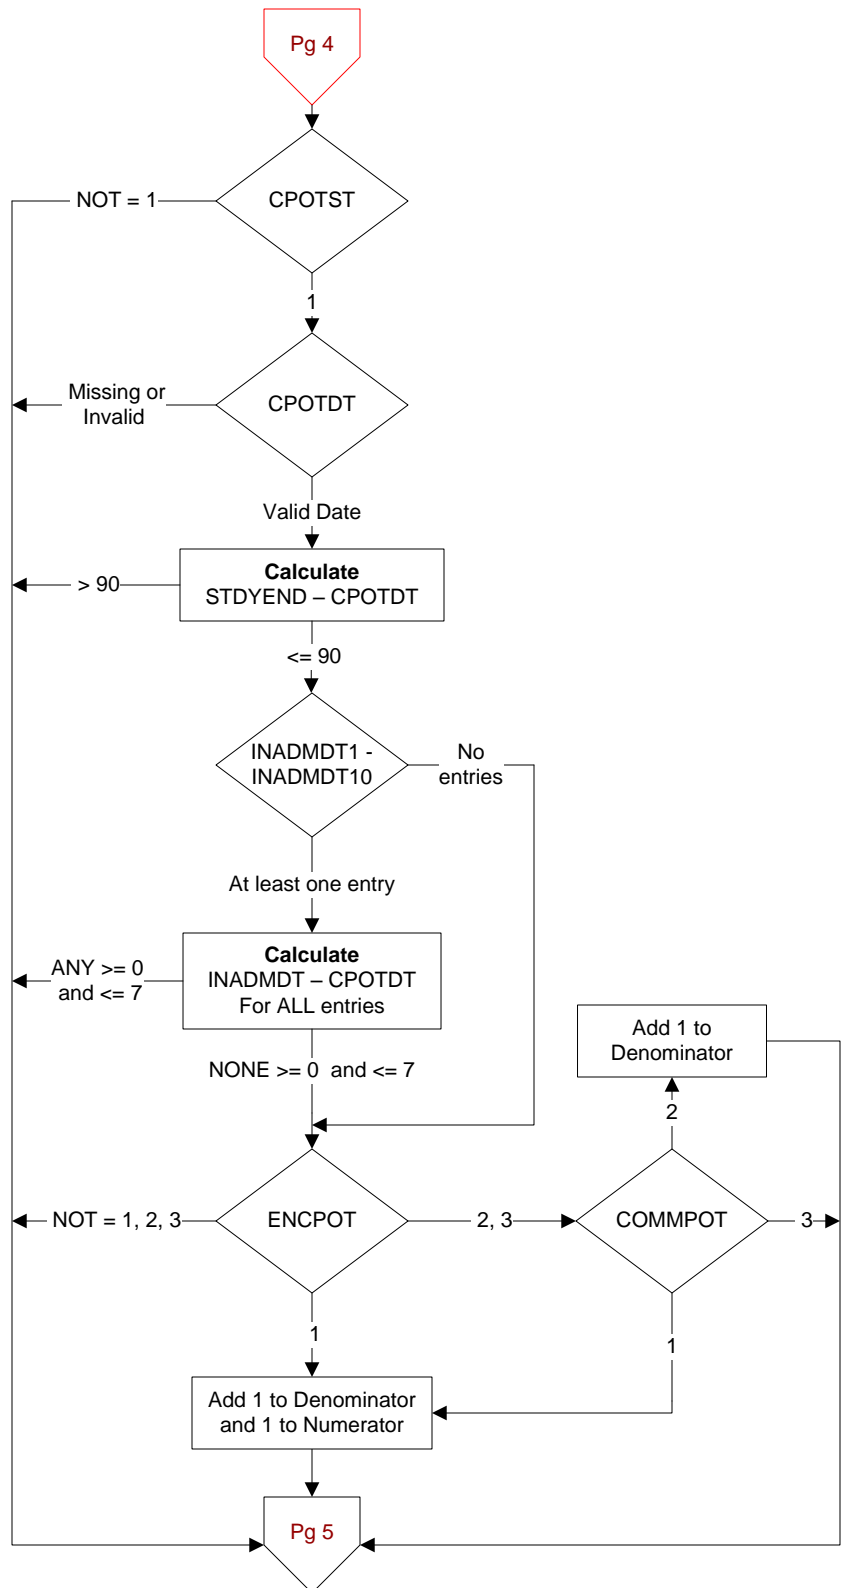 Pg 4
CPOTST
NOT = 1
1
CPOTDT
Missing or
Invalid
Valid Date
Calculate
STDYEND – CPOTDT
> 90
<= 90
INADMDT1 -
INADMDT10
No
entries
At least one entry
Calculate
INADMDT – CPOTDT
For ALL entries
ANY >= 0
and <= 7
NONE >= 0 and <= 7
Add 1 to
Denominator
2
NOT = 1, 2, 3
ENCPOT
2, 3
COMMPOT
3
1
1
Add 1 to Denominator
and 1 to Numerator
Pg 5